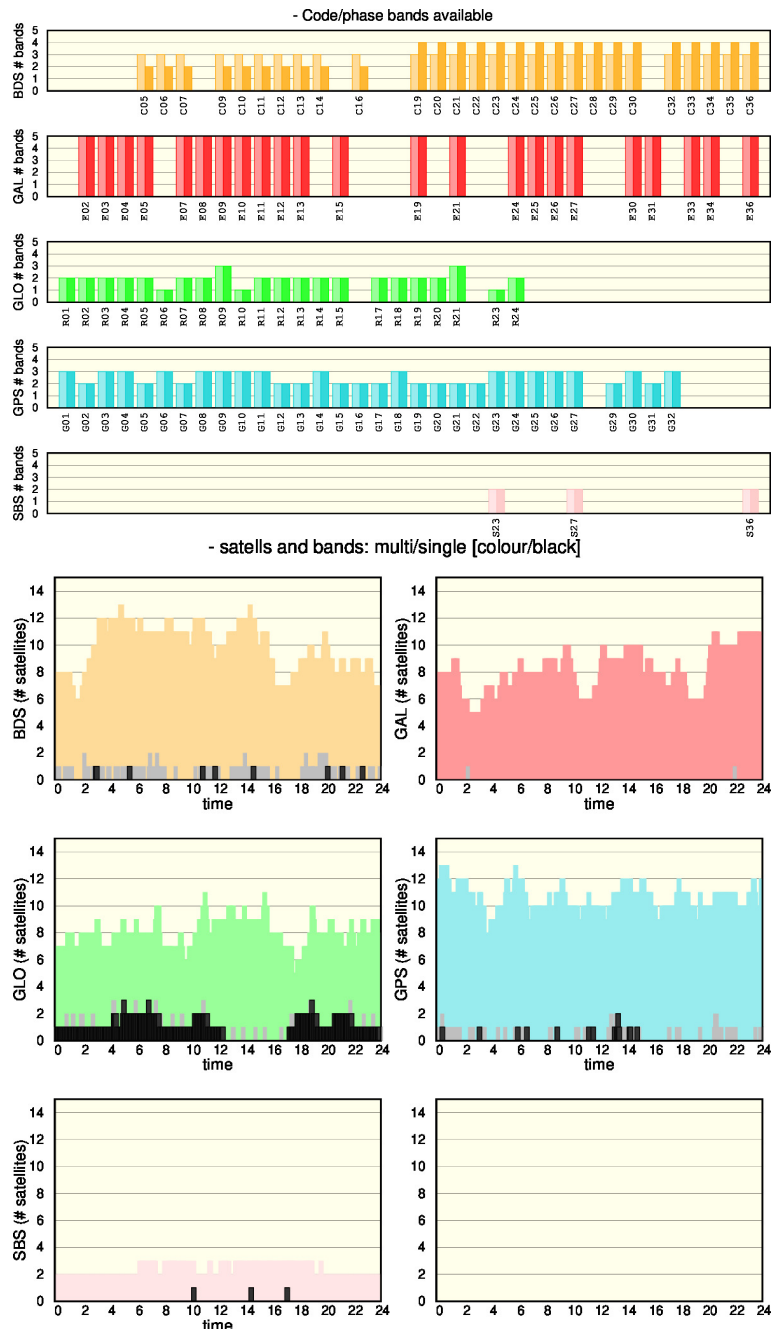 - Code/phase bands available
BDS # bands
5
4
3
2
1
0
C05 C06 C07 C09 C10 C11 C12 C13 C14 C16 C19 C20 C21 C22 C23 C24 C25 C26 C27 C28 C29 C30 C32 C33 C34 C35 C36
GAL # bands
5
4
3
2
1
0
E02 E03 E04 E05 E07 E08 E09 E10 E11 E12 E13 E15 E19 E21 E24 E25 E26 E27 E30 E31 E33 E34 E36
GLO # bands
5
4
3
2
1
0
R01 R02 R03 R04 R05 R06 R07 R08 R09 R10 R11 R12 R13 R14 R15 R17 R18 R19 R20 R21 R23 R24
GPS # bands
5
4
3
2
1
0
G01 G02 G03 G04 G05 G06 G07 G08 G09 G10 G11 G12 G13 G14 G15 G16 G17 G18 G19 G20 G21 G22 G23 G24 G25 G26 G27 G29 G30 G31 G32
SBS # bands
5
4
3
2
1
0
S23 S27 S36
- satells and bands: multi/single [colour/black]
BDS (# satellites)
14
12
10
8
6
4
2
0
0 2 4 6 8 10 12 14 16 18 20 22 24
time
GAL (# satellites)
14
12
10
8
6
4
2
0
0 2 4 6 8 10 12 14 16 18 20 22 24
time
GLO (# satellites)
14
12
10
8
6
4
2
0
0 2 4 6 8 10 12 14 16 18 20 22 24
time
GPS (# satellites)
14
12
10
8
6
4
2
0
0 2 4 6 8 10 12 14 16 18 20 22 24
time
SBS (# satellites)
14
12
10
8
6
4
2
0
0 2 4 6 8 10 12 14 16 18 20 22 24
time
14
12
10
8
6
4
2
0
0 2 4 6 8 10 12 14 16 18 20 22 24